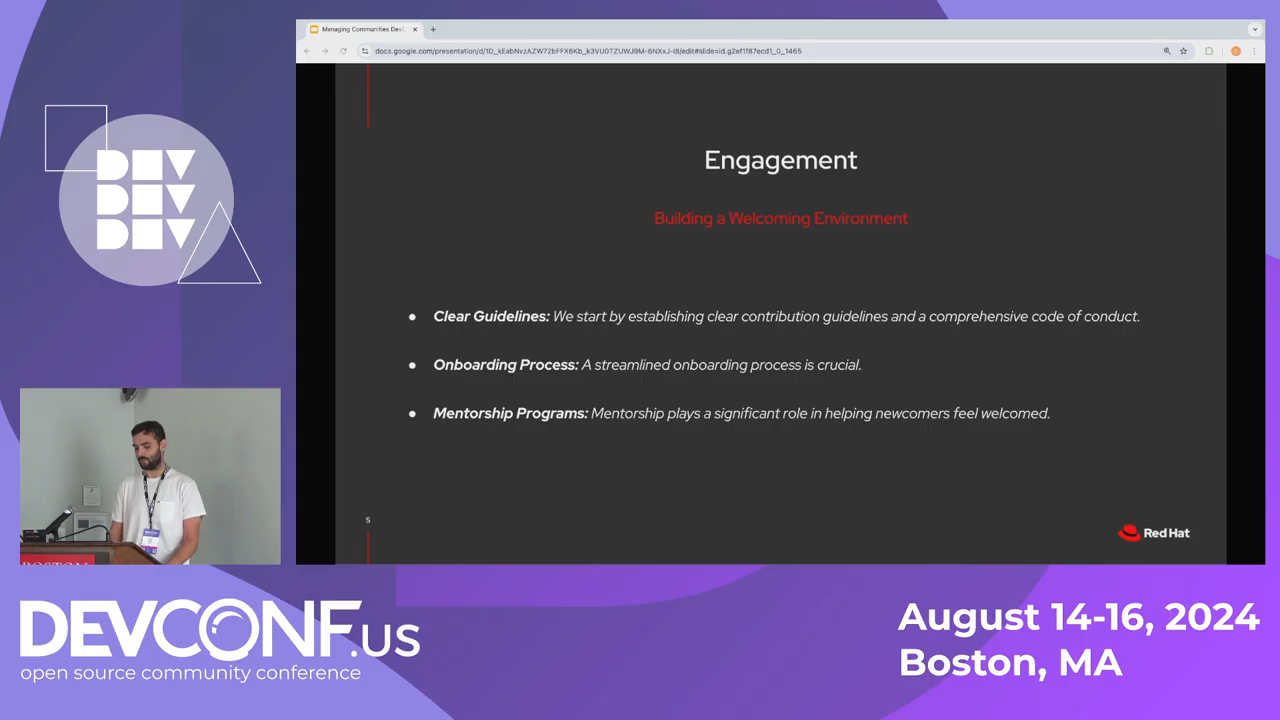 Managing Communities DevC
docs.google.com/presentation/d/1D_kEabNvzAZW72bFFX6Kb_k3VU0TZUWJ9M-6NXxJ-l8/edit#slide=id.g2ef1f87ecd1_0_1465
DEV
DEV
DEV
Engagement
Building a Welcoming Environment
● Clear Guidelines: We start by establishing clear contribution guidelines and a comprehensive code of conduct.
● Onboarding Process: A streamlined onboarding process is crucial.
● Mentorship Programs: Mentorship plays a significant role in helping newcomers feel welcomed.
5
Red Hat
BOSTON
DEVCONF.US
open source community conference
August 14-16, 2024
Boston, MA